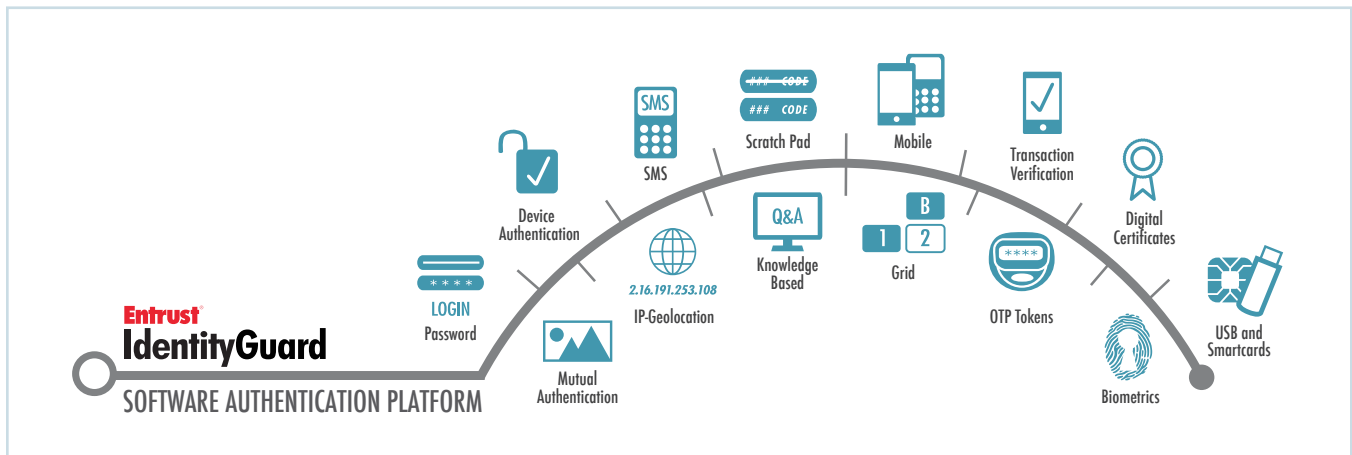 Entrust®
IdentityGuard
SOFTWARE AUTHENTICATION PLATFORM
****
LOGIN
Password
Mutual
Authentication
Device
Authentication
2.16.191.253.108
IP-Geolocation
SMS
SMS
Q&A
Knowledge
Based
### CODE
### CODE
Scratch Pad
B
1 2
Grid
Mobile
****
OTP Tokens
Transaction
Verification
Biometrics
Digital
Certificates
USB and
Smartcards